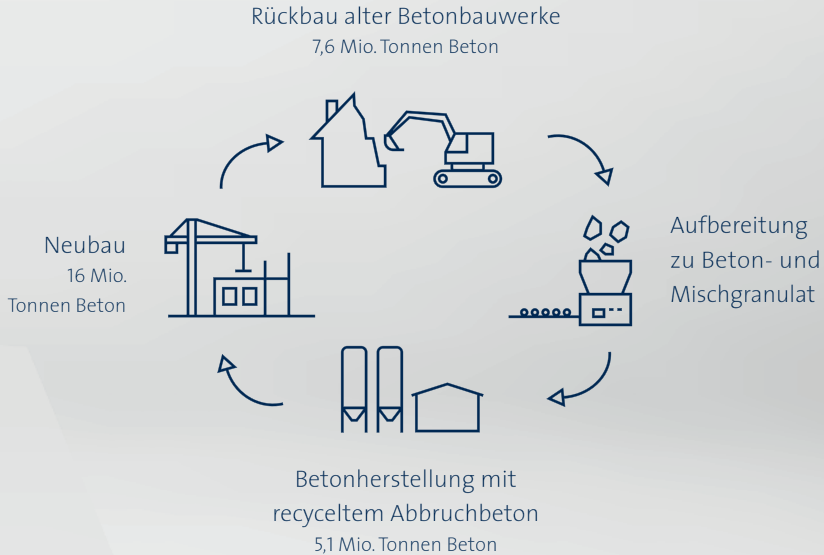 Rückbau alter Betonbauwerke
7,6 Mio. Tonnen Beton
Aufbereitung
zu Beton- und
Mischgranulat
Neubau
16 Mio.
Tonnen Beton
Betonherstellung mit
recyceltem Abbruchbeton
5,1 Mio. Tonnen Beton